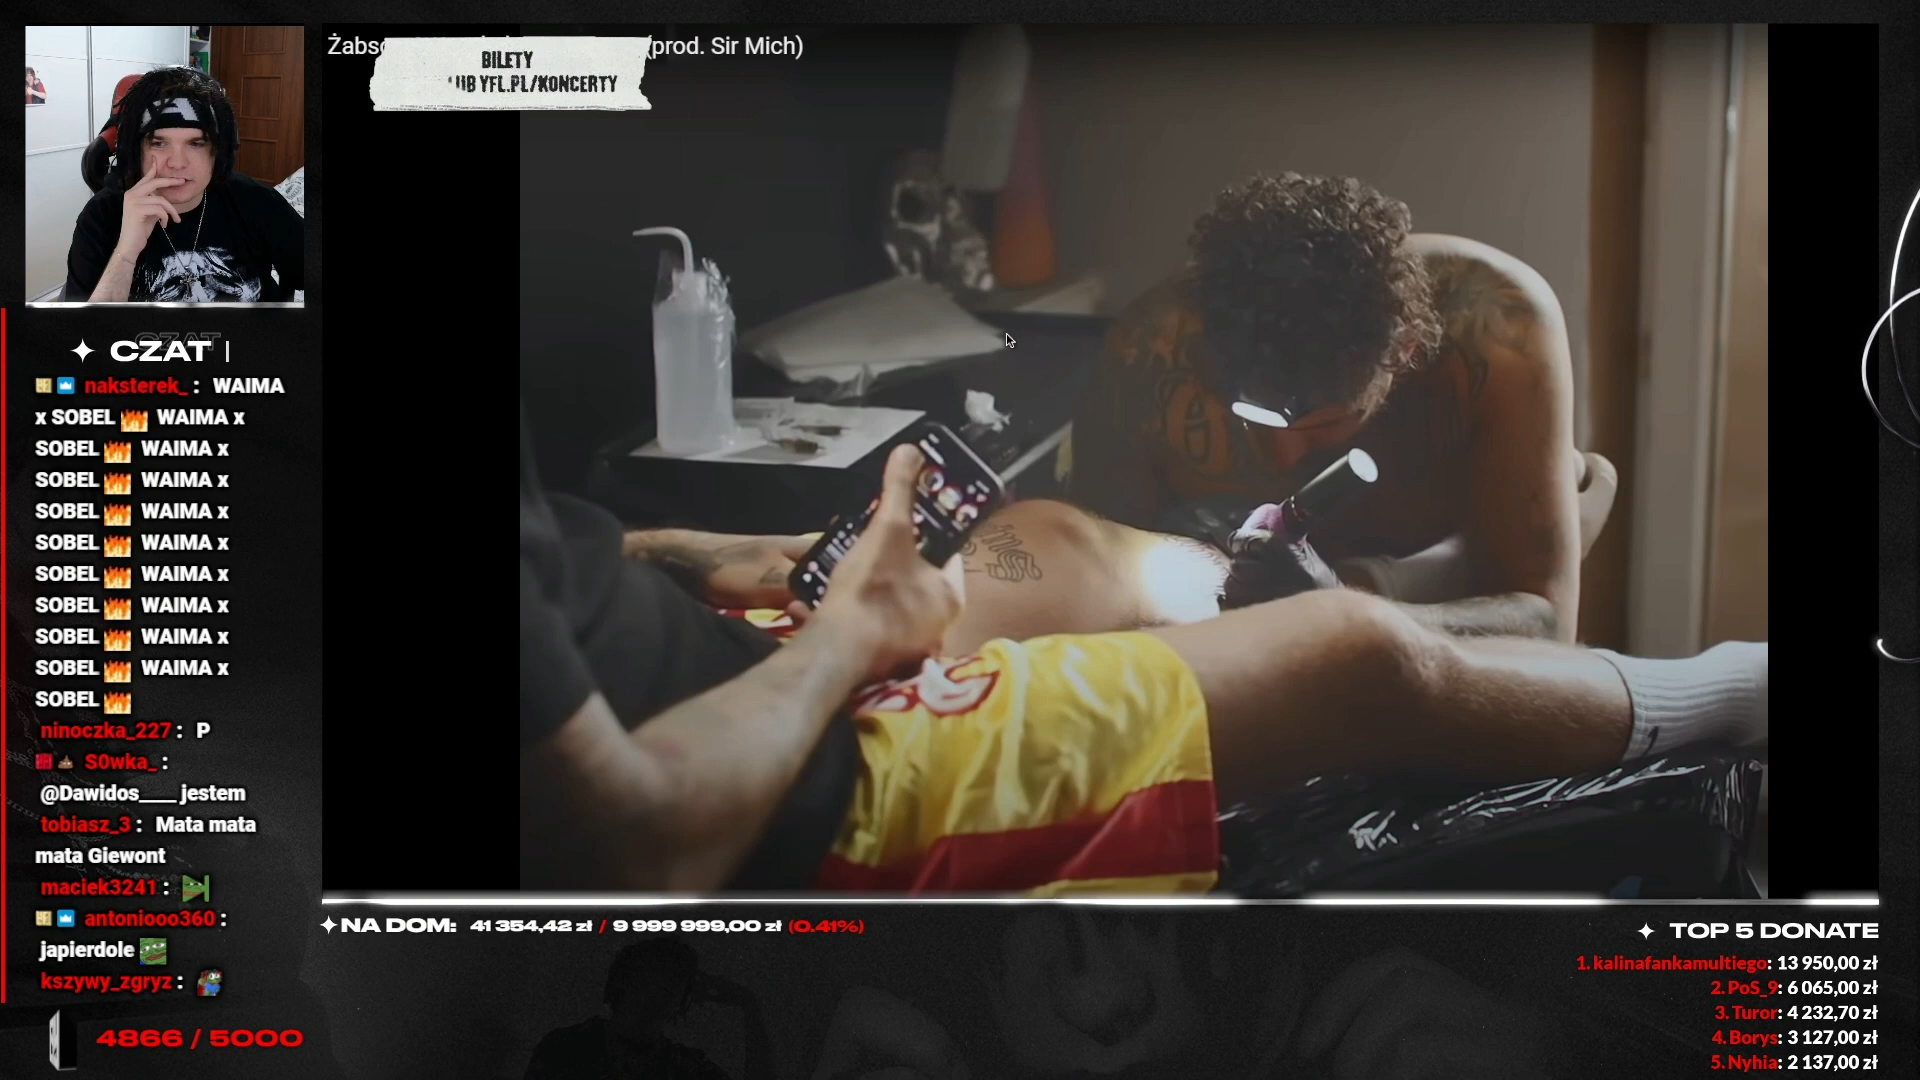 Żabso
(prod. Sir Mich)
BILETY
UB YFL.PL/KONCERTY
CZAT
naksterek_ : WAIMA
x SOBEL WAIMA x
SOBEL WAIMA x
SOBEL WAIMA x
SOBEL WAIMA x
SOBEL WAIMA x
SOBEL WAIMA x
SOBEL WAIMA x
SOBEL WAIMA x
SOBEL WAIMA x
SOBEL
ninoczka_227 : P
S0wka_ :
@Dawidos____ jestem
tobiasz_3 : Mata mata
mata Giewont
maciek3241 :
antoniooo360 :
japierdole
kszywy_zgryz :
4866 / 5000
NA DOM: 41 354,42 zł / 9 999 999,00 zł (0.41%)
TOP 5 DONATE
1. kalinafankamultiego: 13 950,00 zł
2. PoS_9: 6 065,00 zł
3. Turor: 4 232,70 zł
4. Borys: 3 127,00 zł
5. Nyhia: 2 137,00 zł